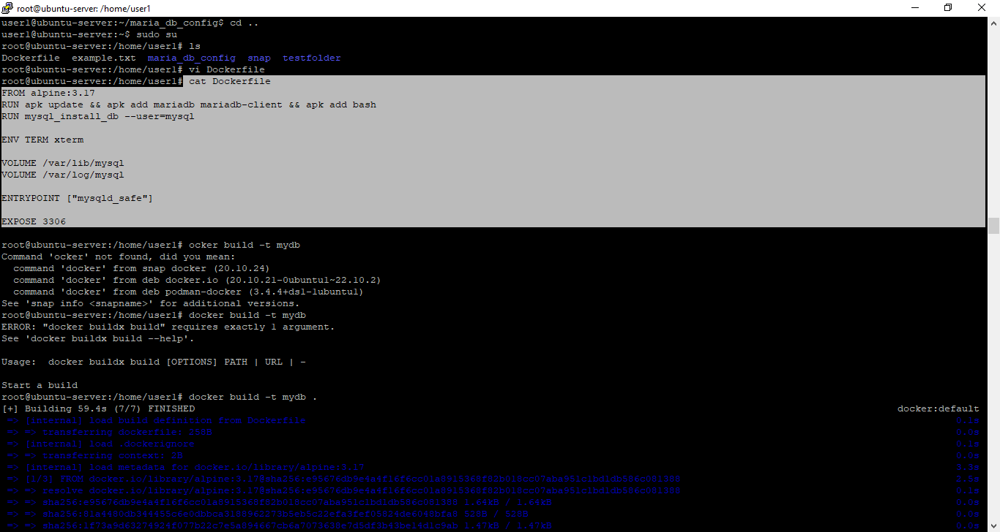 root@ubuntu-server: /home/user1
user1@ubuntu-server:~/maria_db_config$ cd ..
user1@ubuntu-server:~$ sudo su
root@ubuntu-server:/home/user1# ls
Dockerfile  example.txt  maria_db_config  snap  testfolder
root@ubuntu-server:/home/user1# vi Dockerfile
root@ubuntu-server:/home/user1# cat Dockerfile
FROM alpine:3.17
RUN apk update && apk add mariadb mariadb-client && apk add bash
RUN mysql_install_db --user=mysql
ENV TERM xterm
VOLUME /var/lib/mysql
VOLUME /var/log/mysql
ENTRYPOINT ["mysqld_safe"]
EXPOSE 3306
root@ubuntu-server:/home/user1# ocker build -t mydb
Command 'ocker' not found, did you mean:
  command 'docker' from snap docker (20.10.24)
  command 'docker' from deb docker.io (20.10.21-0ubuntu1~22.10.2)
  command 'docker' from deb podman-docker (3.4.4+ds1-1ubuntu1)
See 'snap info <snapname>' for additional versions.
root@ubuntu-server:/home/user1# docker build -t mydb
ERROR: "docker buildx build" requires exactly 1 argument.
See 'docker buildx build --help'.
Usage:  docker buildx build [OPTIONS] PATH | URL | -
Start a build
root@ubuntu-server:/home/user1# docker build -t mydb .
[+] Building 59.4s (7/7) FINISHED docker:default
 => [internal] load build definition from Dockerfile 0.1s
 => => transferring dockerfile: 258B 0.0s
 => [internal] load .dockerignore 0.1s
 => => transferring context: 2B 0.0s
 => [internal] load metadata for docker.io/library/alpine:3.17 3.3s
 => [1/3] FROM docker.io/library/alpine:3.17@sha256:e95676db9e4a4f16f6cc01a8915368f82b018cc07aba951c1bd1db586c081388 2.5s
 => => resolve docker.io/library/alpine:3.17@sha256:e95676db9e4a4f16f6cc01a8915368f82b018cc07aba951c1bd1db586c081388 0.1s
 => => sha256:e95676db9e4a4f16f6cc01a8915368f82b018cc07aba951c1bd1db586c081388 1.64kB / 1.64kB 0.0s
 => => 528B / 528B 0.0s
 => => 1.47kB / 1.47kB 0.0s